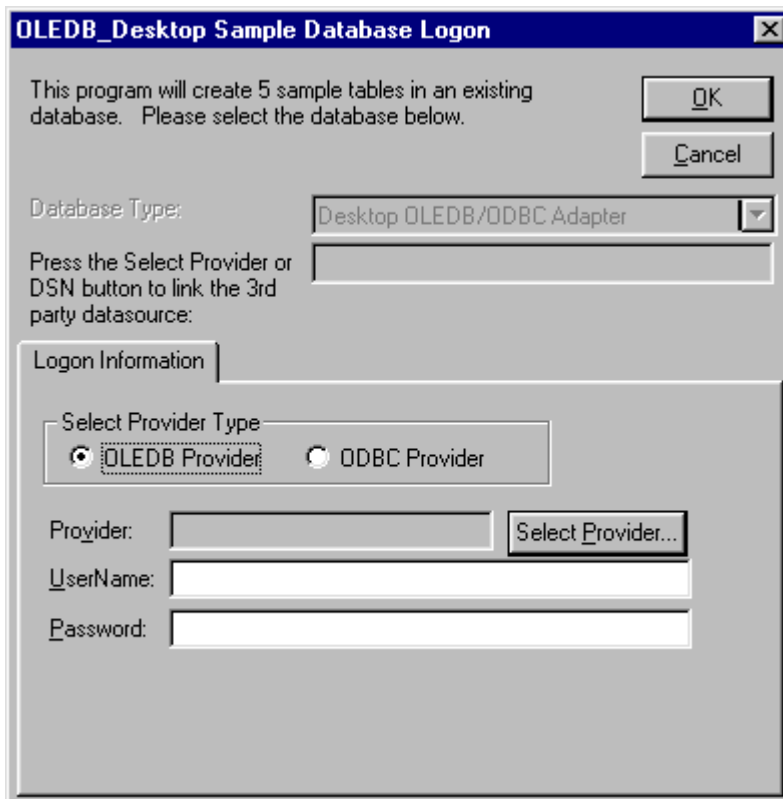 OLEDB_Desktop Sample Database Logon
This program will create 5 sample tables in an existing
database.   Please select the database below.
OK
Cancel
Database Type:
Desktop OLEDB/ODBC Adapter
Press the Select Provider or
DSN button to link the 3rd
party datasource:
Logon Information
Select Provider Type
OLEDB Provider
ODBC Provider
Provider:
Select Provider...
UserName:
Password: